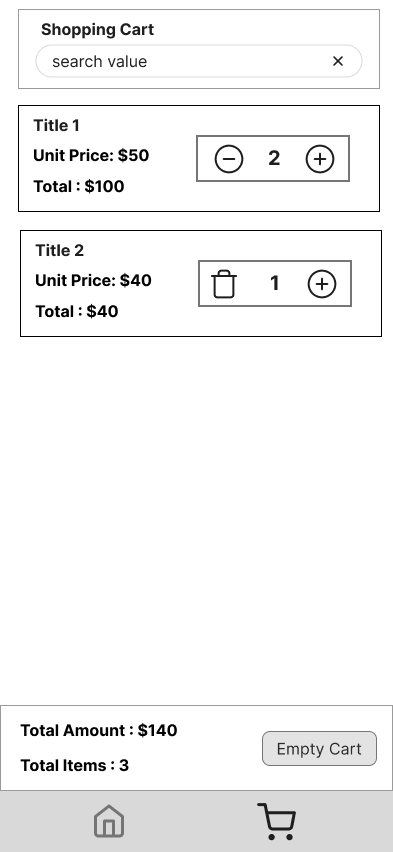 Shopping Cart
search value
Title 1
Unit Price: $50
Total : $100
2
Title 2
Unit Price: $40
Total : $40
1
Total Amount : $140
Total Items : 3
Empty Cart